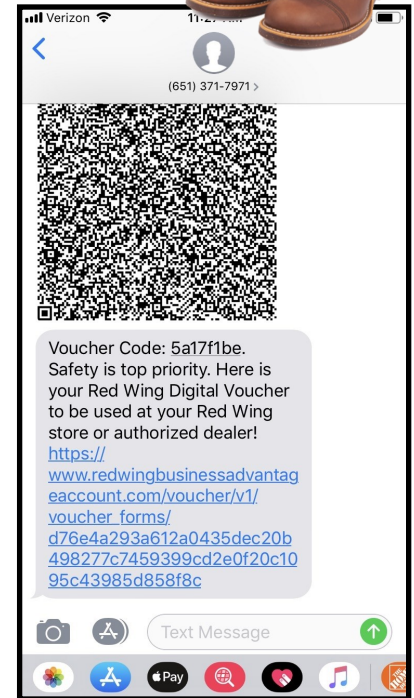 Verizon
(651) 371-7971 >
Voucher Code: 5a17f1be.
Safety is top priority. Here is
your Red Wing Digital Voucher
to be used at your Red Wing
store or authorized dealer!
https://
www.redwingbusinessadvantag
eaccount.com/voucher/v1/
voucher_forms/
d76e4a293a612a0435dec20b
498277c7459399cd2e0f20c10
95c43985d858f8c
Text Message
Pay